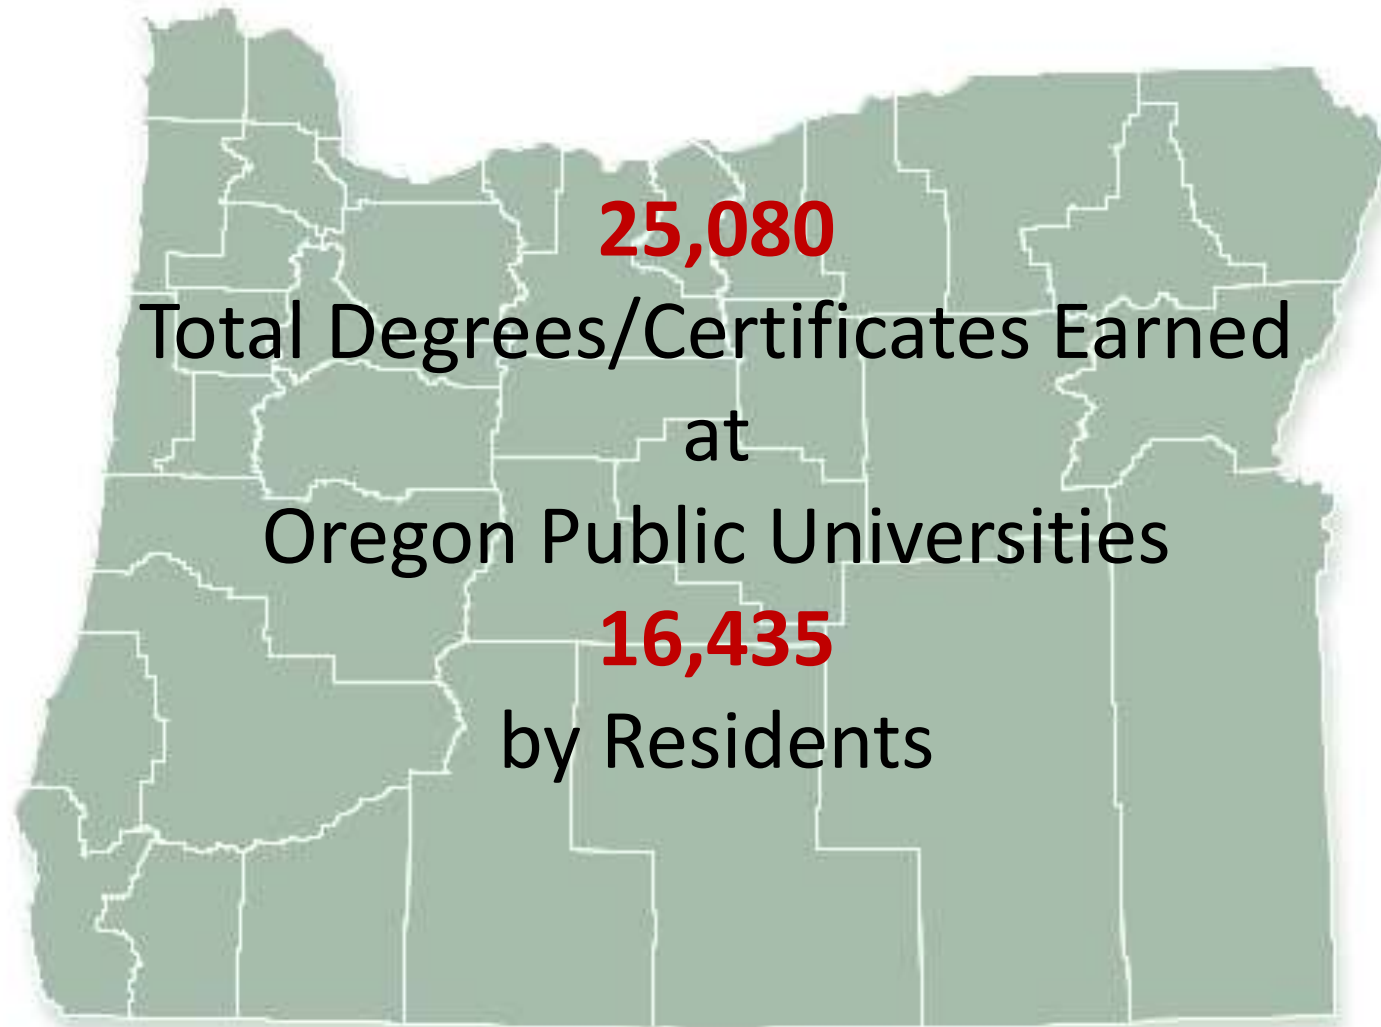 25,080
Total Degrees/Certificates Earned
at
Oregon Public Universities
16,435
by Residents